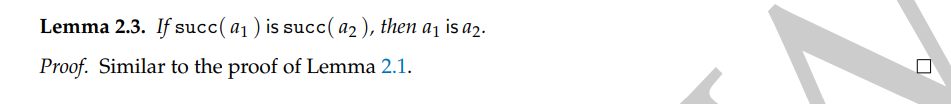 Lemma 2.3. If succ( a₁ ) is succ( a₂ ), then a₁ is a₂.
Proof. Similar to the proof of Lemma 2.1. □